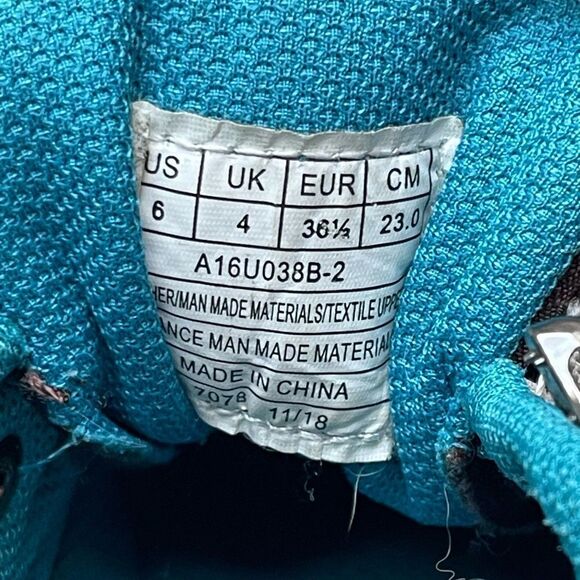 US UK EUR CM
6 4 36½ 23.0
A16U038B-2
HER/MAN MADE MATERIALS/TEXTILE UPPE
ANCE MAN MADE MATERIAL
MADE IN CHINA
7078 11/18